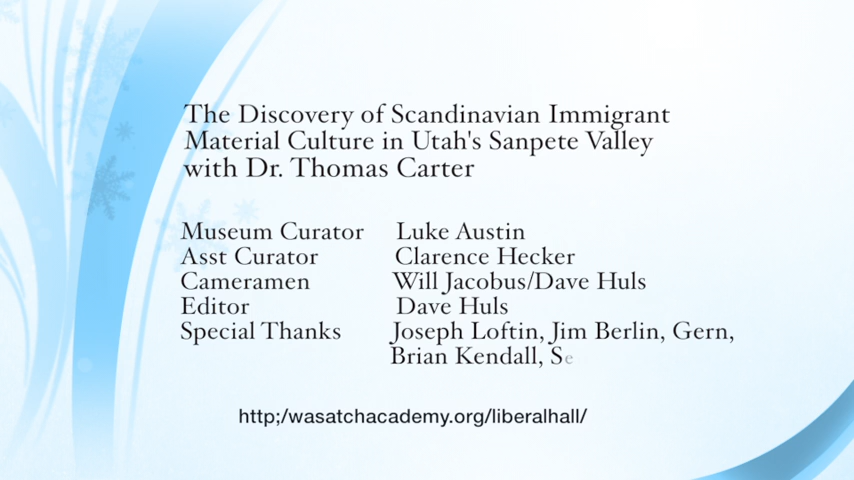 The Discovery of Scandinavian Immigrant
Material Culture in Utah's Sanpete Valley
with Dr. Thomas Carter
Museum Curator Luke Austin
Asst Curator Clarence Hecker
Cameramen Will Jacobus/Dave Huls
Editor Dave Huls
Special Thanks Joseph Loftin, Jim Berlin, Gern,
Brian Kendall, Se
http;/wasatchacademy.org/liberalhall/